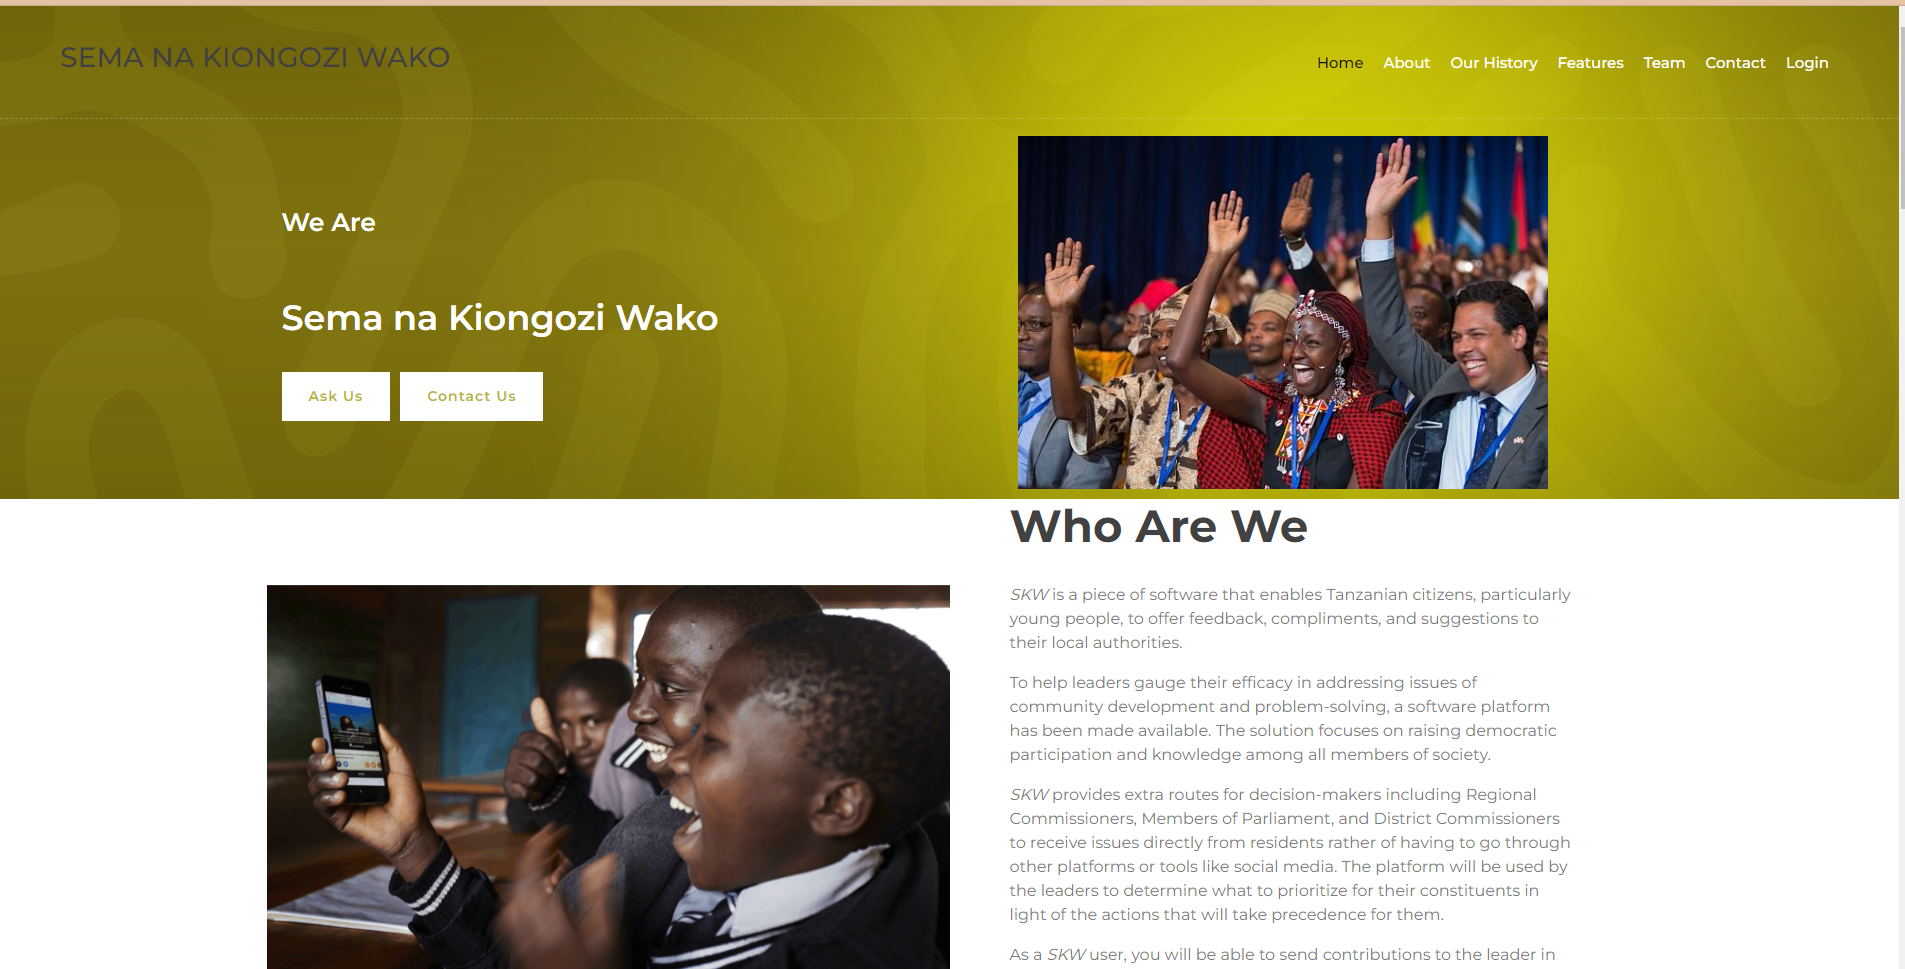 SEMA NA KIONGOZI WAKO
Home About Our History Features Team Contact Login
We Are
Sema na Kiongozi Wako
Ask Us Contact Us
Who Are We
SKW is a piece of software that enables Tanzanian citizens, particularly
young people, to offer feedback, compliments, and suggestions to
their local authorities.
To help leaders gauge their efficacy in addressing issues of
community development and problem-solving, a software platform
has been made available. The solution focuses on raising democratic
participation and knowledge among all members of society.
SKW provides extra routes for decision-makers including Regional
Commissioners, Members of Parliament, and District Commissioners
to receive issues directly from residents rather of having to go through
other platforms or tools like social media. The platform will be used by
the leaders to determine what to prioritize for their constituents in
light of the actions that will take precedence for them.
As a SKW user, you will be able to send contributions to the leader in